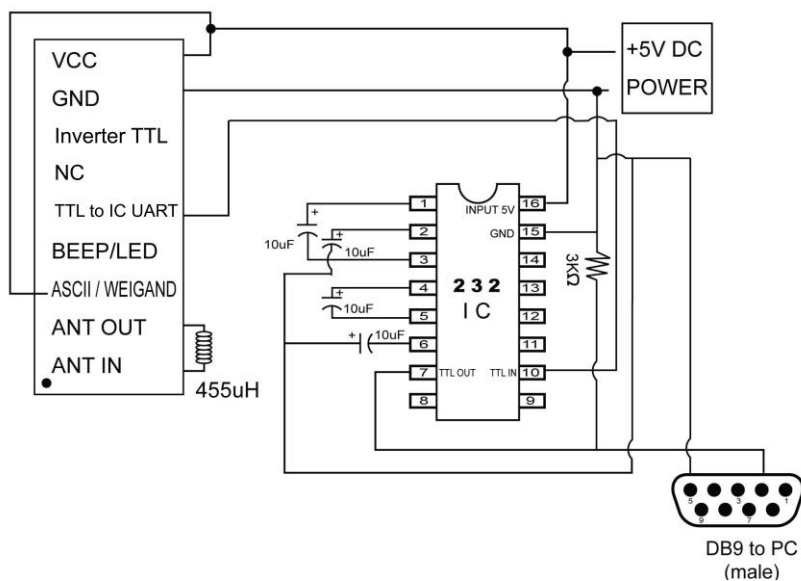 VCC
GND
Inverter TTL
NC
TTL to IC UART
BEEP/LED
ASCII / WEIGAND
ANT OUT
ANT IN
455uH
+5V DC
POWER
1
2
3
4
5
6
7
8
16
15
14
13
12
11
10
9
INPUT 5V
GND
232
IC
TTL OUT
TTL IN
+
10uF
+
10uF
+
10uF
+
10uF
3KΩ
5
3
1
9
7
DB9 to PC
(male)